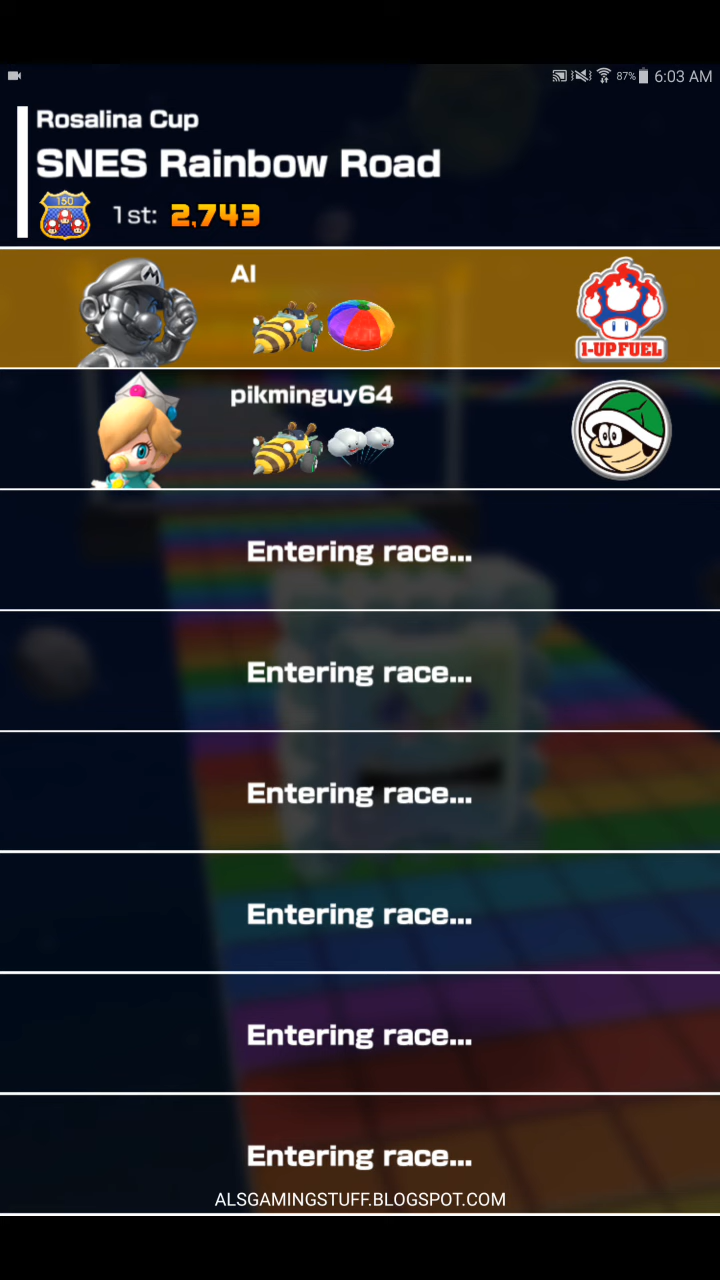 87% 6:03 AM
Rosalina Cup
SNES Rainbow Road
150
1st: 2,743
Al
1-UP FUEL
pikminguy64
Entering race...
Entering race...
Entering race...
Entering race...
Entering race...
Entering race...
ALSGAMINGSTUFF.BLOGSPOT.COM